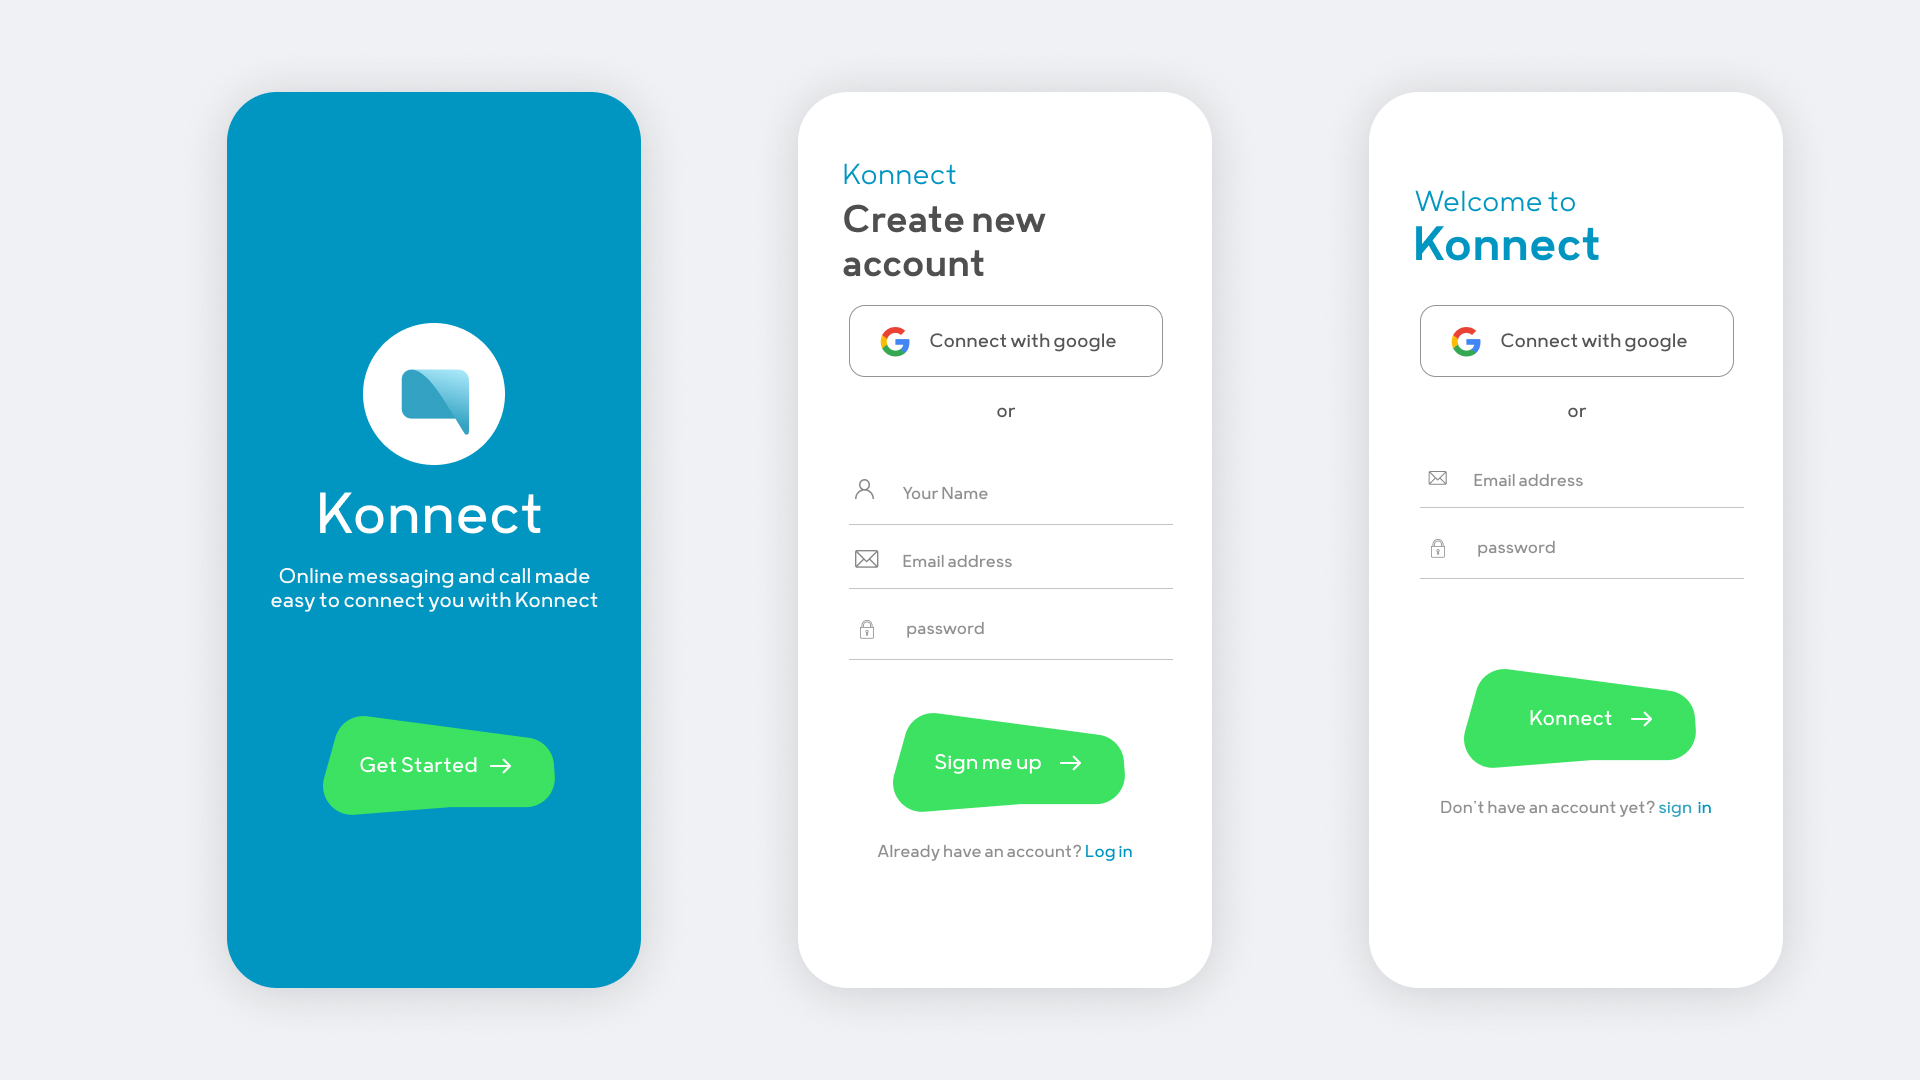 Konnect
Online messaging and call made
easy to connect you with Konnect
Get Started
Konnect
Create new
account
Connect with google
or
Your Name
Email address
password
Sign me up
Already have an account? Log in
Welcome to
Konnect
Connect with google
or
Email address
password
Konnect
Don't have an account yet? sign in